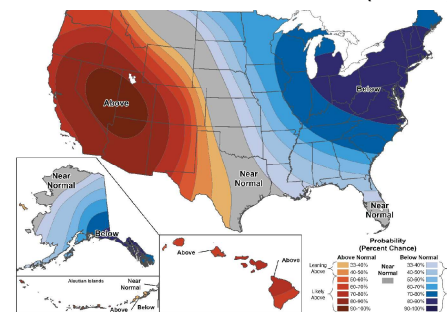 Above
Below
Near
Normal
Near
Normal
Near
Normal
Below
Aleutian Islands
Near
Normal
Above
Below
Above
Above
Probability
(Percent Chance)
Above Normal
Below Normal
Leaning
Above
Likely
Above
33-40%
40-50%
50-60%
60-70%
70-80%
80-90%
90-100%
Near
Normal
33-40%
40-50%
50-60%
60-70%
70-80%
80-90%
90-100%